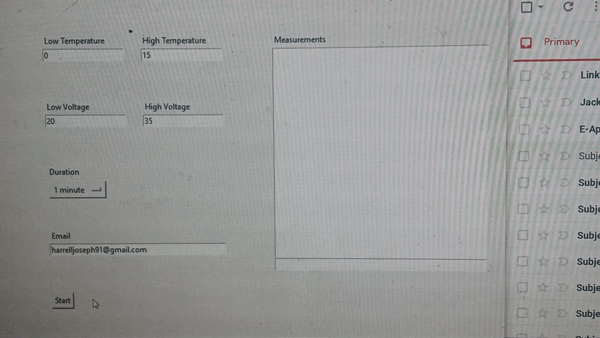 Low Temperature
High Temperature
0
15
Low Voltage
High Voltage
20
35
Duration
1 minute
Email
harrelljoseph91@gmail.com
Start
Measurements
Primary
Link
Jack
E-Ap
Subje
Subje
Subje
Subje
Subje
Subje
Subje